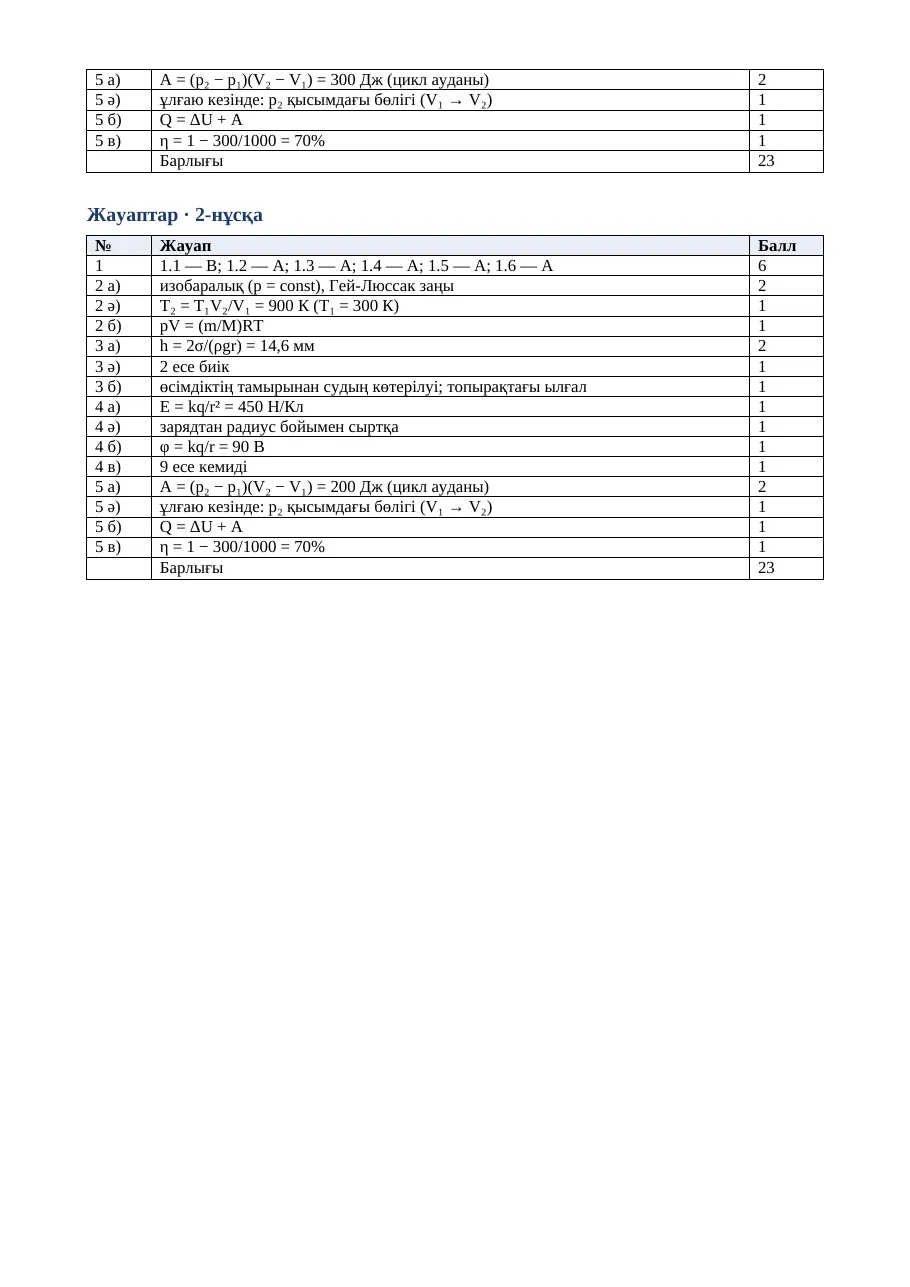 5 а) А = (p₂ − p₁)(V₂ − V₁) = 300 Дж (цикл ауданы) 2
5 ә) ұлғаю кезінде: p₂ қысымдағы бөлігі (V₁ → V₂) 1
5 б) Q = ΔU + A 1
5 в) η = 1 − 300/1000 = 70% 1
Барлығы 23
Жауаптар · 2-нұсқа
№ Жауап Балл
1 1.1 — B; 1.2 — A; 1.3 — A; 1.4 — A; 1.5 — A; 1.6 — A 6
2 а) изобаралық (p = const), Гей-Люссак заңы 2
2 ә) T₂ = T₁V₂/V₁ = 900 К (T₁ = 300 К) 1
2 б) pV = (m/M)RT 1
3 а) h = 2σ/(ρgr) = 14,6 мм 2
3 ә) 2 есе биік 1
3 б) өсімдіктің тамырынан судың көтерілуі; топырақтағы ылғал 1
4 а) E = kq/r² = 450 Н/Кл 1
4 ә) зарядтан радиус бойымен сыртқа 1
4 б) φ = kq/r = 90 В 1
4 в) 9 есе кемиді 1
5 а) А = (p₂ − p₁)(V₂ − V₁) = 200 Дж (цикл ауданы) 2
5 ә) ұлғаю кезінде: p₂ қысымдағы бөлігі (V₁ → V₂) 1
5 б) Q = ΔU + A 1
5 в) η = 1 − 300/1000 = 70% 1
Барлығы 23